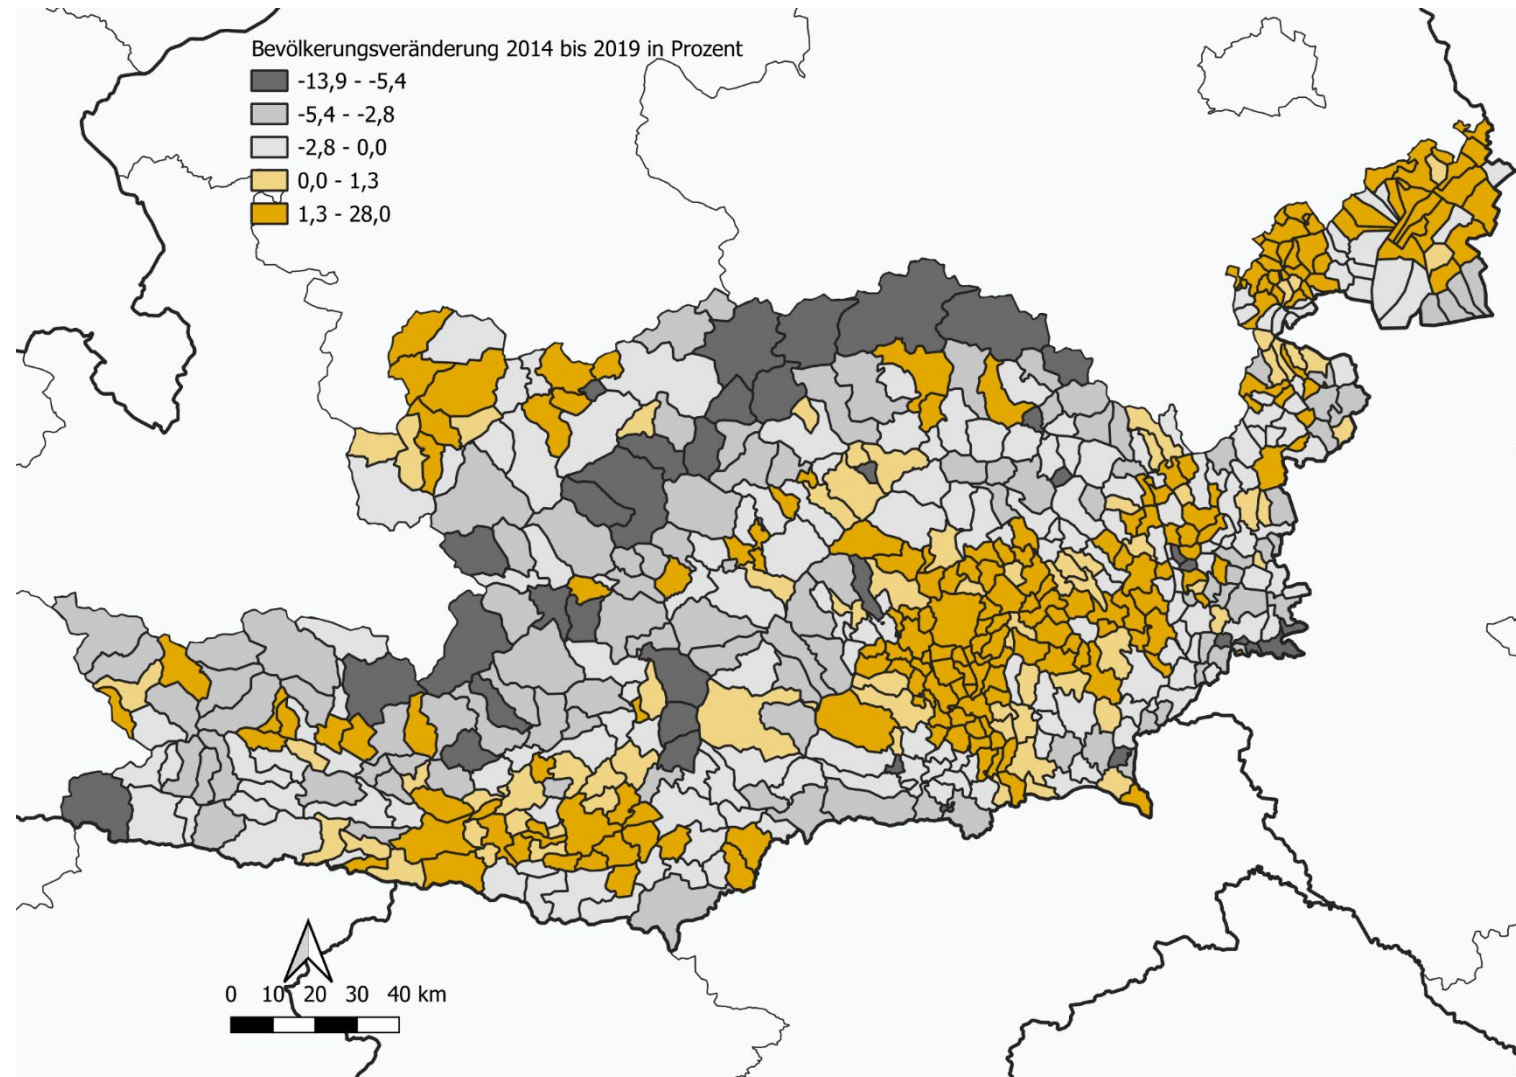 Bevölkerungsveränderung 2014 bis 2019 in Prozent
-13,9 - -5,4
-5,4 - -2,8
-2,8 - 0,0
0,0 - 1,3
1,3 - 28,0
0 10 20 30 40 km